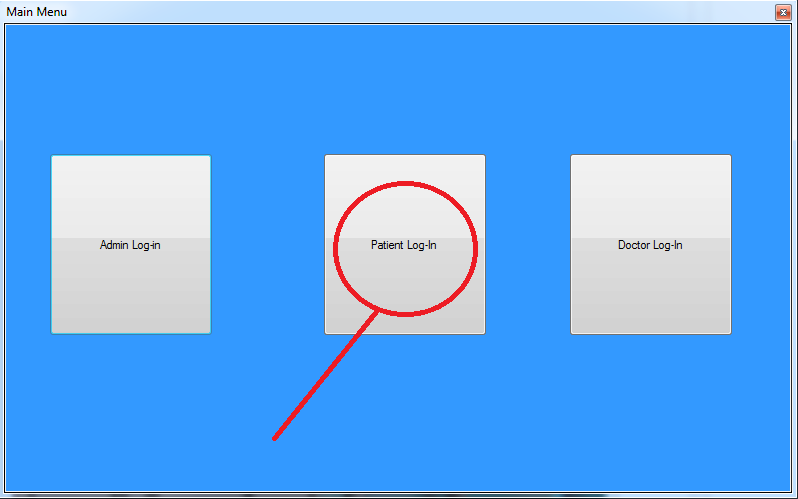 Main Menu
Admin Log-in
Patient Log-In
Doctor Log-In